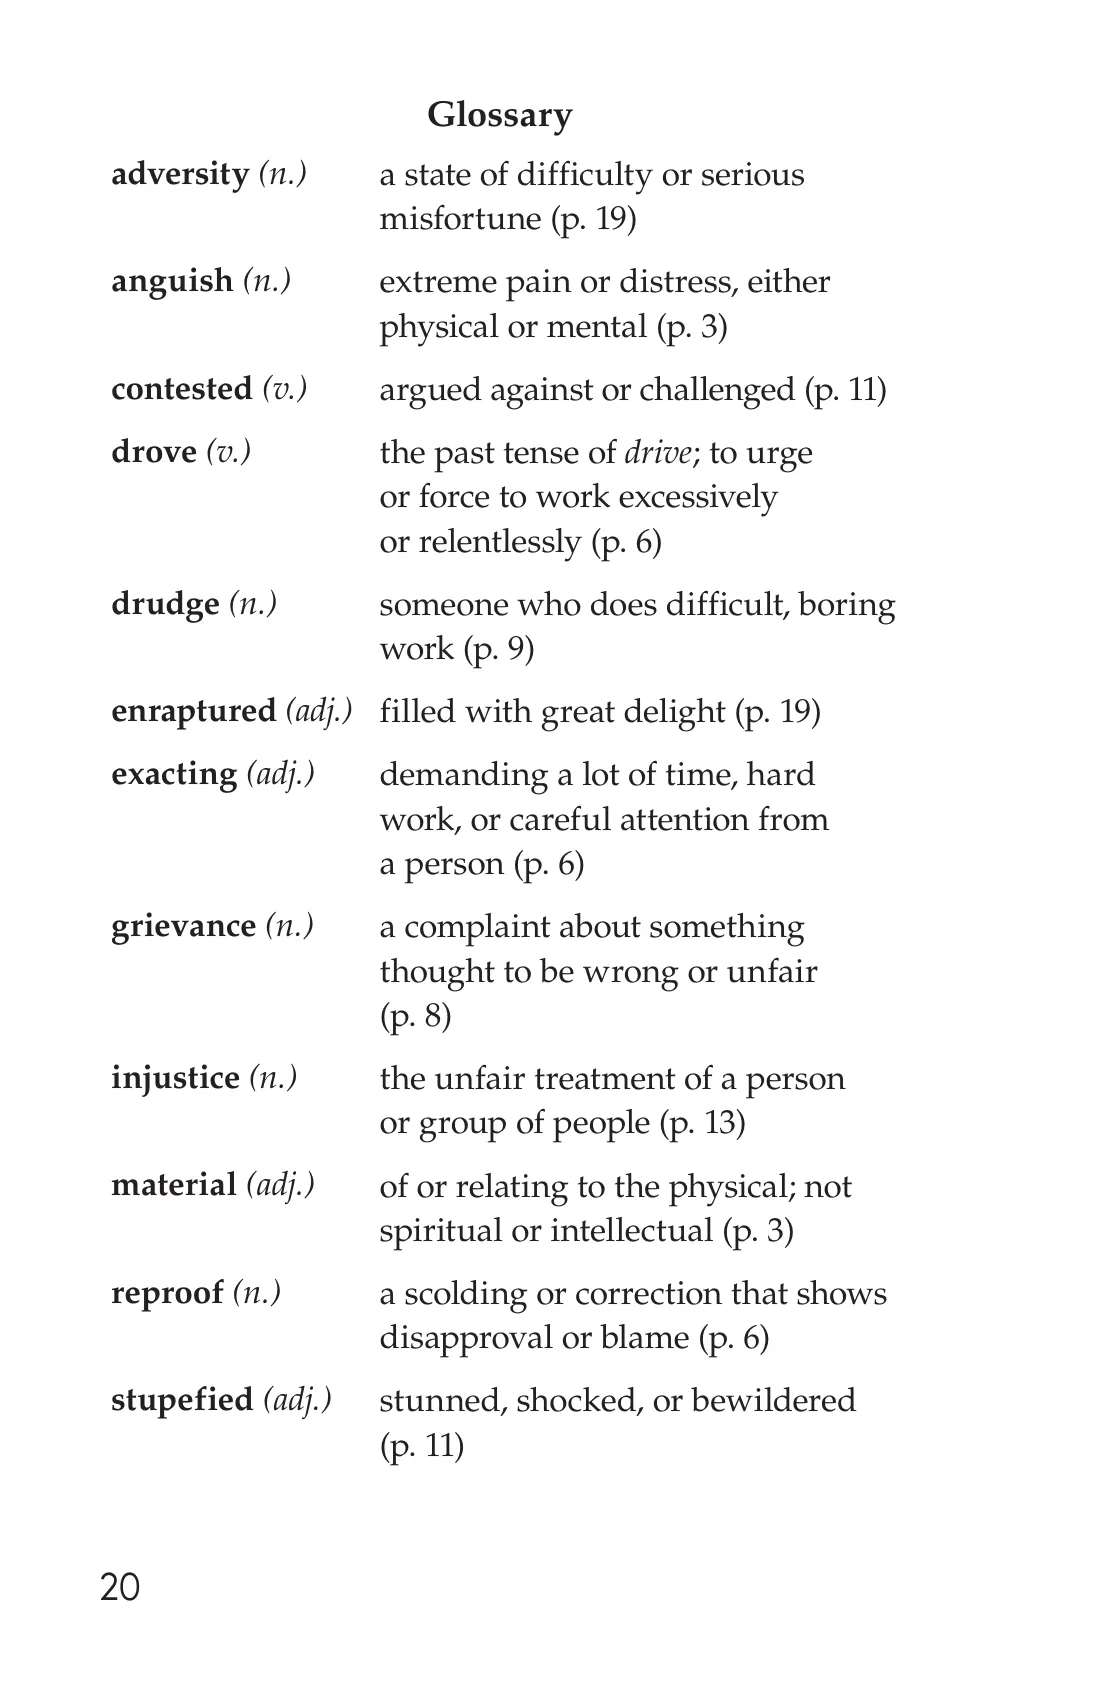 Glossary
adversity (n.) a state of difficulty or serious
misfortune (p. 19)
anguish (n.) extreme pain or distress, either
physical or mental (p. 3)
contested (v.) argued against or challenged (p. 11)
drove (v.) the past tense of drive; to urge
or force to work excessively
or relentlessly (p. 6)
drudge (n.) someone who does difficult, boring
work (p. 9)
enraptured (adj.) filled with great delight (p. 19)
exacting (adj.) demanding a lot of time, hard
work, or careful attention from
a person (p. 6)
grievance (n.) a complaint about something
thought to be wrong or unfair
(p. 8)
injustice (n.) the unfair treatment of a person
or group of people (p. 13)
material (adj.) of or relating to the physical; not
spiritual or intellectual (p. 3)
reproof (n.) a scolding or correction that shows
disapproval or blame (p. 6)
stupefied (adj.) stunned, shocked, or bewildered
(p. 11)
20